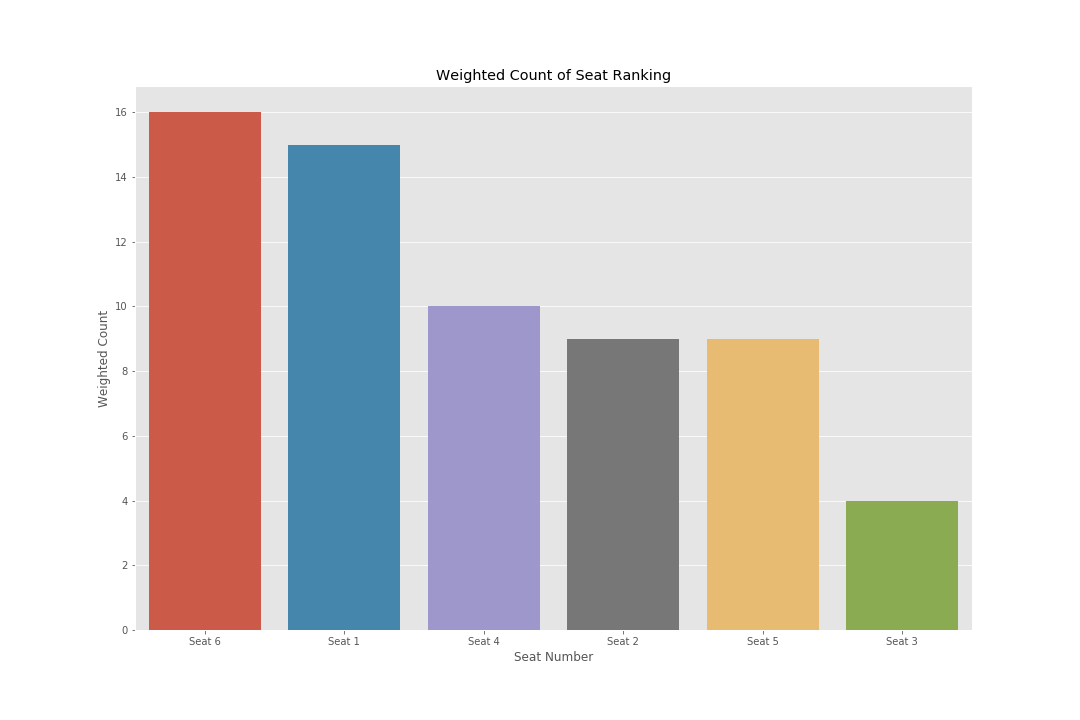 Weighted Count of Seat Ranking
16
14
12
10
8
6
4
2
0
Weighted Count
Seat 6
Seat 1
Seat 4
Seat 2
Seat 5
Seat 3
Seat Number